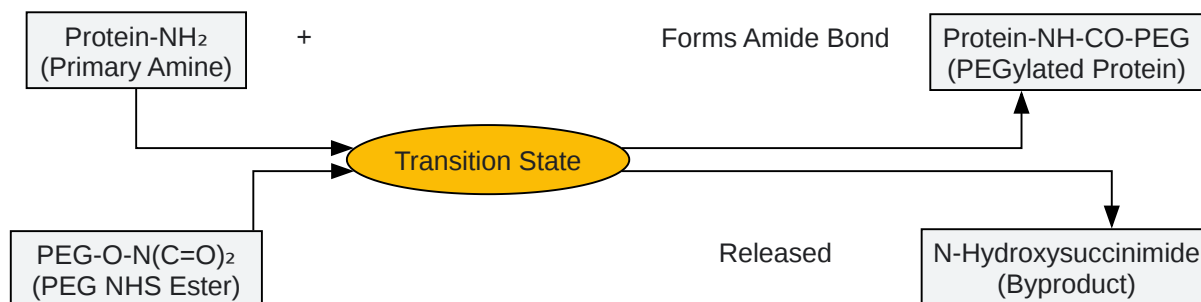 Protein-NH₂
(Primary Amine)
+
Forms Amide Bond
Protein-NH-CO-PEG
(PEGylated Protein)
Transition State
PEG-O-N(C=O)₂
(PEG NHS Ester)
Released
N-Hydroxysuccinimide
(Byproduct)